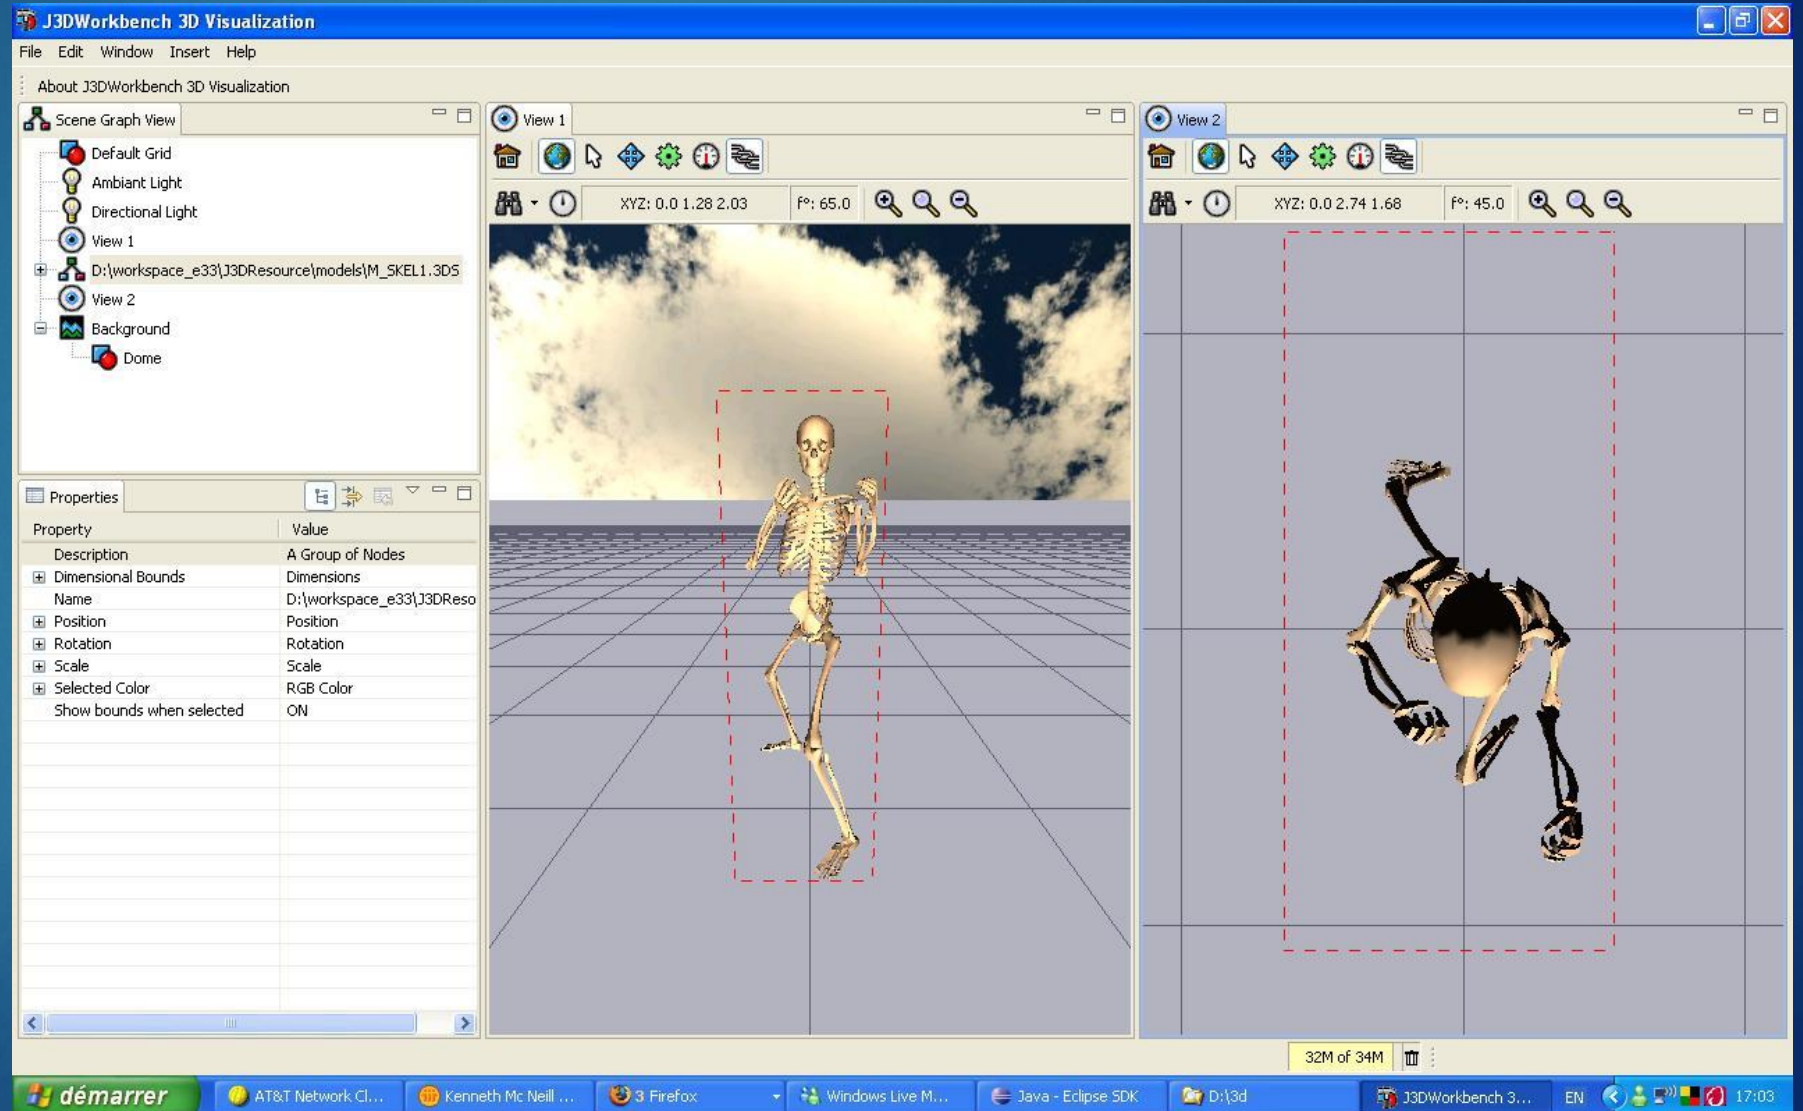 J3DWorkbench 3D Visualization
File Edit Window Insert Help
About J3DWorkbench 3D Visualization
Scene Graph View
Default Grid
Ambiant Light
Directional Light
View 1
D:\workspace_e33\J3DResource\models\M_SKEL1.3DS
View 2
Background
Dome
Properties
Property Value
Description A Group of Nodes
Dimensional Bounds Dimensions
Name D:\workspace_e33\J3DReso
Position Position
Rotation Rotation
Scale Scale
Selected Color RGB Color
Show bounds when selected ON
View 1
XYZ: 0.0 1.28 2.03 f°: 65.0
View 2
XYZ: 0.0 2.74 1.68 f°: 45.0
32M of 34M
démarrer AT&T Network Cl... Kenneth Mc Neill ... 3 Firefox Windows Live M... Java - Eclipse SDK D:\3d J3DWorkbench 3... EN 17:03